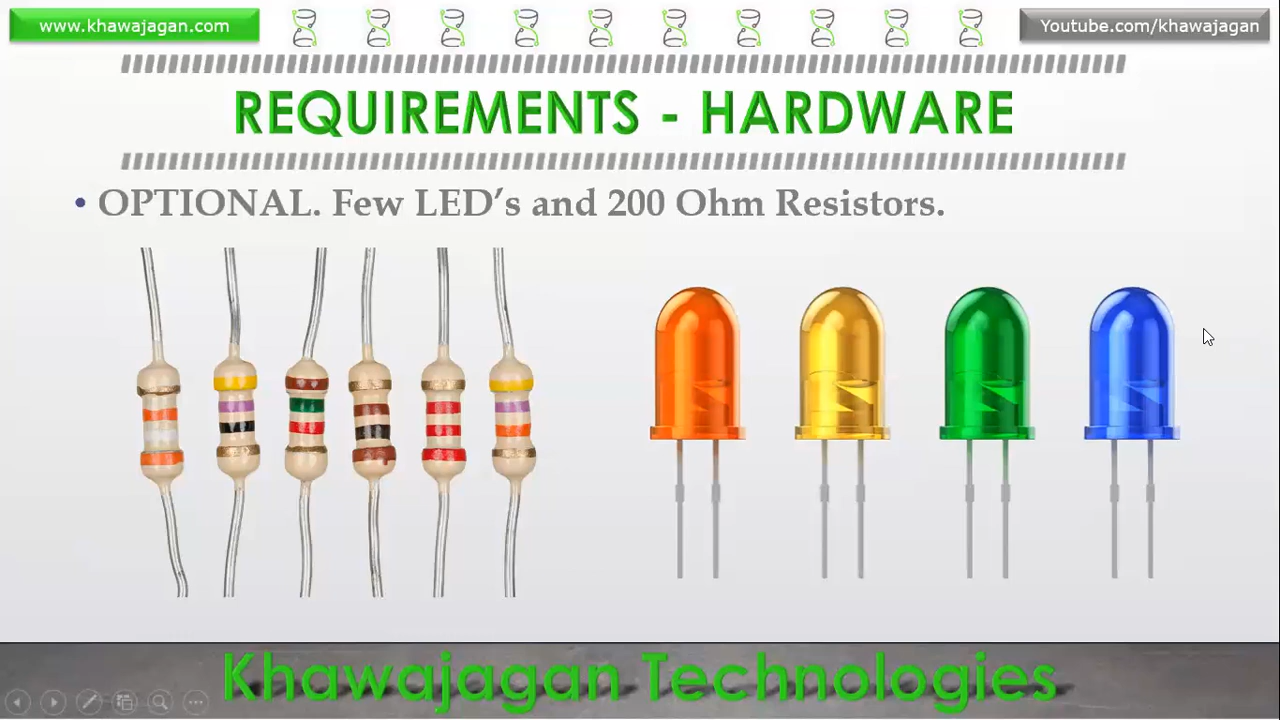 www.khawajagan.com
Youtube.com/khawajagan
REQUIREMENTS - HARDWARE
• OPTIONAL. Few LED’s and 200 Ohm Resistors.
Khawajagan Technologies